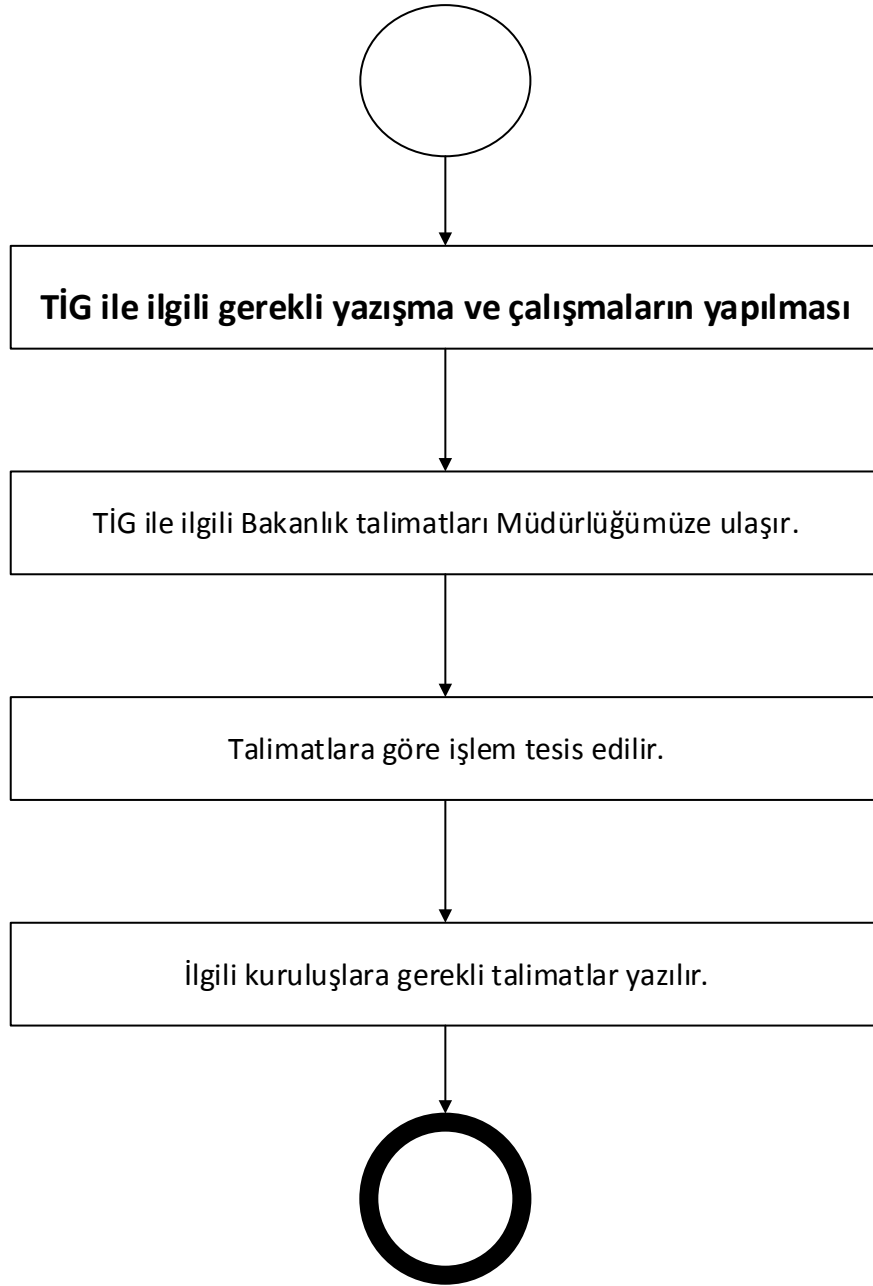 TİG ile ilgili gerekli yazışma ve çalışmaların yapılması
TİG ile ilgili Bakanlık talimatları Müdürlüğümüze ulaşır.
Talimatlara göre işlem tesis edilir.
İlgili kuruluşlara gerekli talimatlar yazılır.